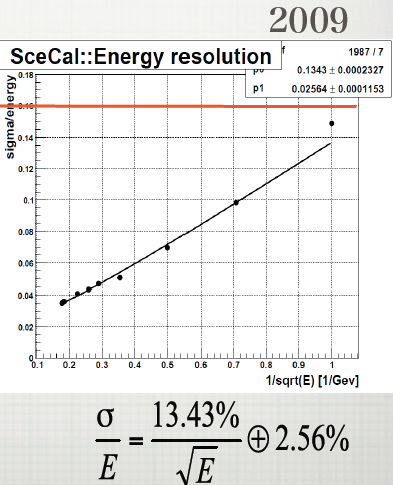 2009
SceCal::Energy resolution
f 1987 / 7
p0 0.1343 ± 0.0002327
p1 0.02564 ± 0.0001153
sigma/energy
0.18
0.16
0.14
0.12
0.1
0.08
0.06
0.04
0.02
0
0.1 0.2 0.3 0.4 0.5 0.6 0.7 0.8 0.9 1
1/sqrt(E) [1/Gev]
σ/E = 13.43%/√E ⊕ 2.56%